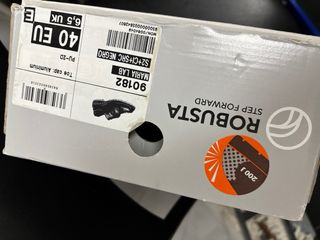 ROBUSTA
STEP FORWARD
200 J
90182
MARIA LAB
S2+CI+SRC NEGRO
PU-2D
40 EU
6,5 UK
Toe cap: Aluminium